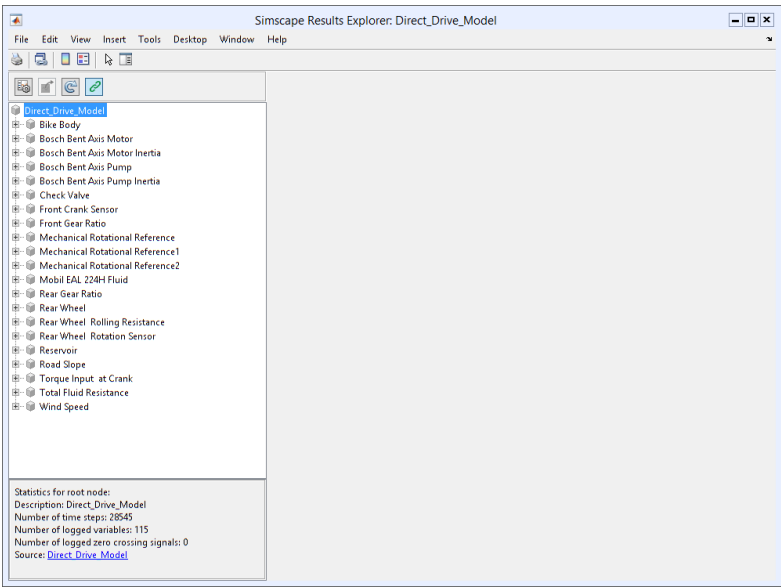 Simscape Results Explorer: Direct_Drive_Model
File Edit View Insert Tools Desktop Window Help
Direct_Drive_Model
Bike Body
Bosch Bent Axis Motor
Bosch Bent Axis Motor Inertia
Bosch Bent Axis Pump
Bosch Bent Axis Pump Inertia
Check Valve
Front Crank Sensor
Front Gear Ratio
Mechanical Rotational Reference
Mechanical Rotational Reference1
Mechanical Rotational Reference2
Mobil EAL 224H Fluid
Rear Gear Ratio
Rear Wheel
Rear Wheel Rolling Resistance
Rear Wheel Rotation Sensor
Reservoir
Road Slope
Torque Input at Crank
Total Fluid Resistance
Wind Speed
Statistics for root node:
Description: Direct_Drive_Model
Number of time steps: 28545
Number of logged variables: 115
Number of logged zero crossing signals: 0
Source: Direct_Drive_Model